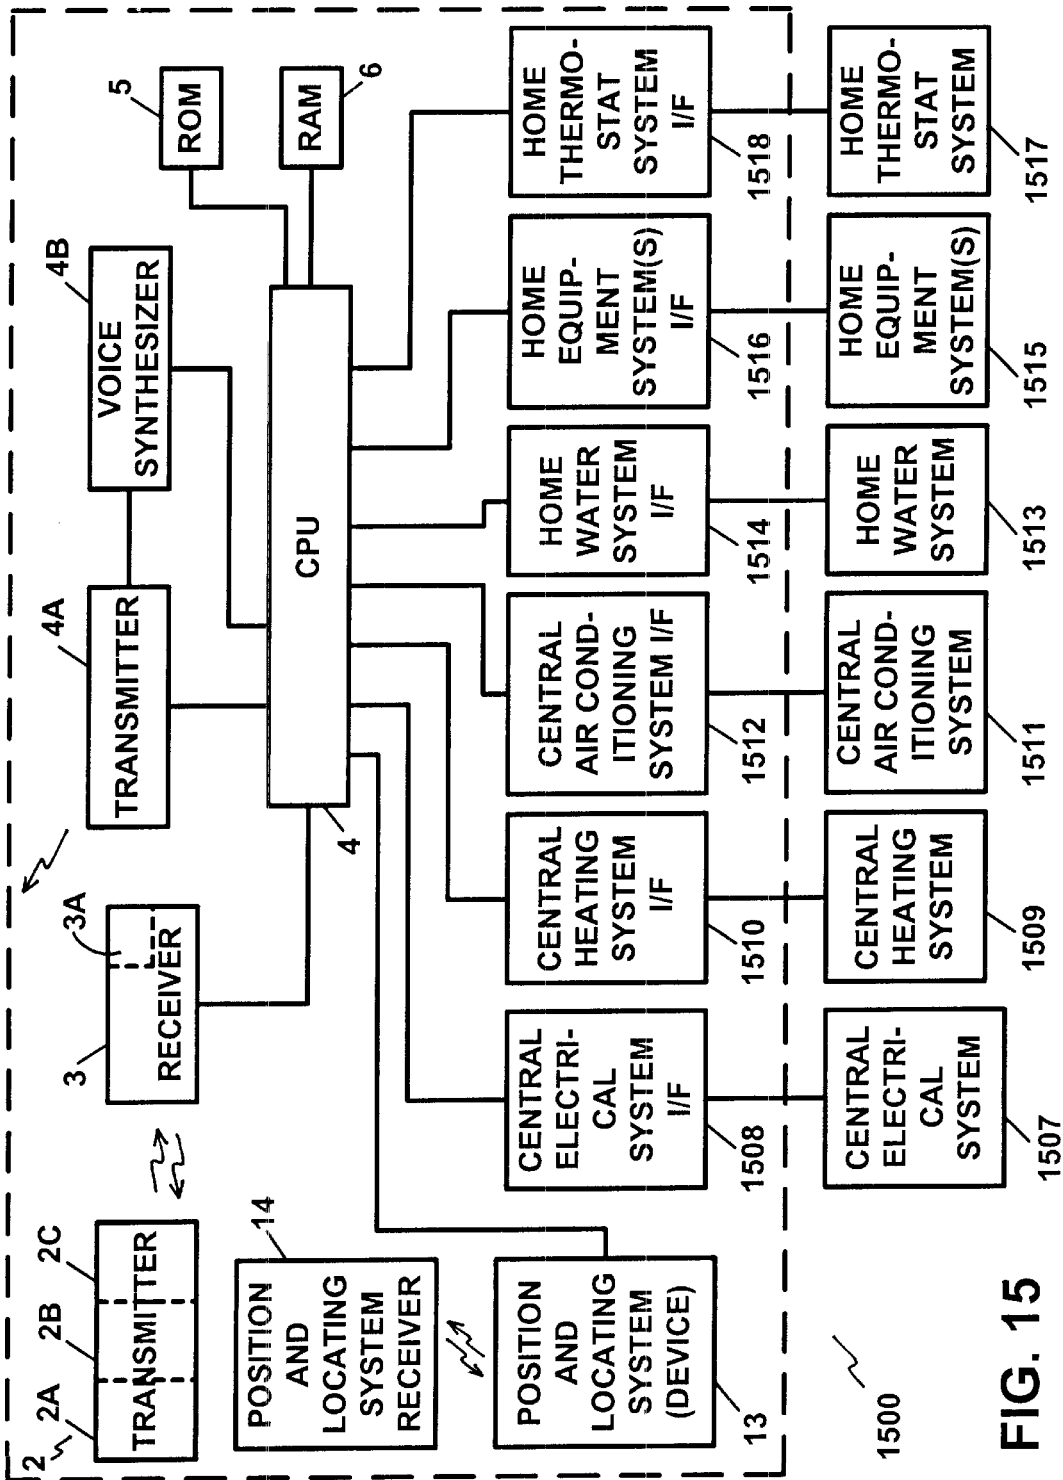 2
2A
2B
2C
TRANSMITTER
3
3A
RECEIVER
4A
TRANSMITTER
4B
VOICE
SYNTHESIZER
5
ROM
6
RAM
14
POSITION
AND
LOCATING
SYSTEM
RECEIVER
4
CPU
POSITION
AND
LOCATING
SYSTEM
(DEVICE)
13
CENTRAL
ELECTRI-
CAL
SYSTEM
I/F
1508
CENTRAL
HEATING
SYSTEM
I/F
1510
CENTRAL
AIR COND-
ITIONING
SYSTEM I/F
1512
HOME
WATER
SYSTEM
I/F
1514
HOME
EQUIP-
MENT
SYSTEM(S)
I/F
1516
HOME
THERMO-
STAT
SYSTEM
I/F
1518
CENTRAL
ELECTRI-
CAL
SYSTEM
1507
CENTRAL
HEATING
SYSTEM
1509
CENTRAL
AIR COND-
ITIONING
SYSTEM
1511
HOME
WATER
SYSTEM
1513
HOME
EQUIP-
MENT
SYSTEM(S)
1515
HOME
THERMO-
STAT
SYSTEM
1517
1500
FIG. 15